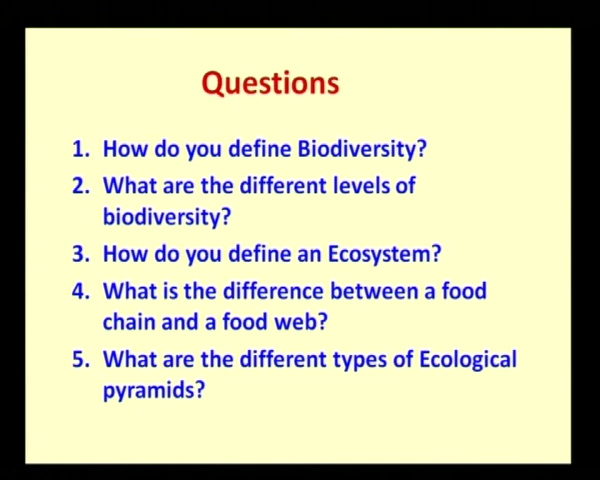 Questions
1. How do you define Biodiversity?
2. What are the different levels of
biodiversity?
3. How do you define an Ecosystem?
4. What is the difference between a food
chain and a food web?
5. What are the different types of Ecological
pyramids?